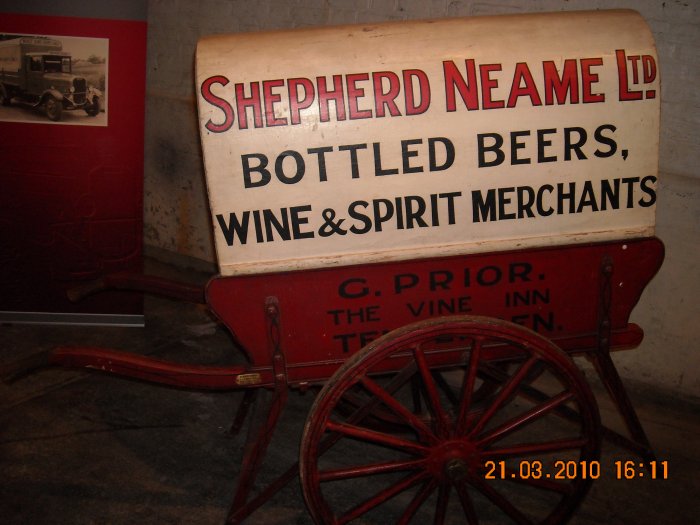 SHEPHERD NEAME LTD.
BOTTLED BEERS,
WINE & SPIRIT MERCHANTS
G. PRIOR.
THE VINE INN
21.03.2010 16:11